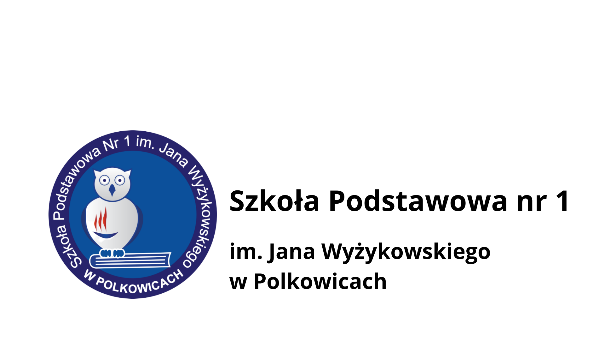 Szkoła Podstawowa Nr 1 im. Jana Wyżykowskiego
W POLKOWICACH
Szkoła Podstawowa nr 1
im. Jana Wyżykowskiego
w Polkowicach